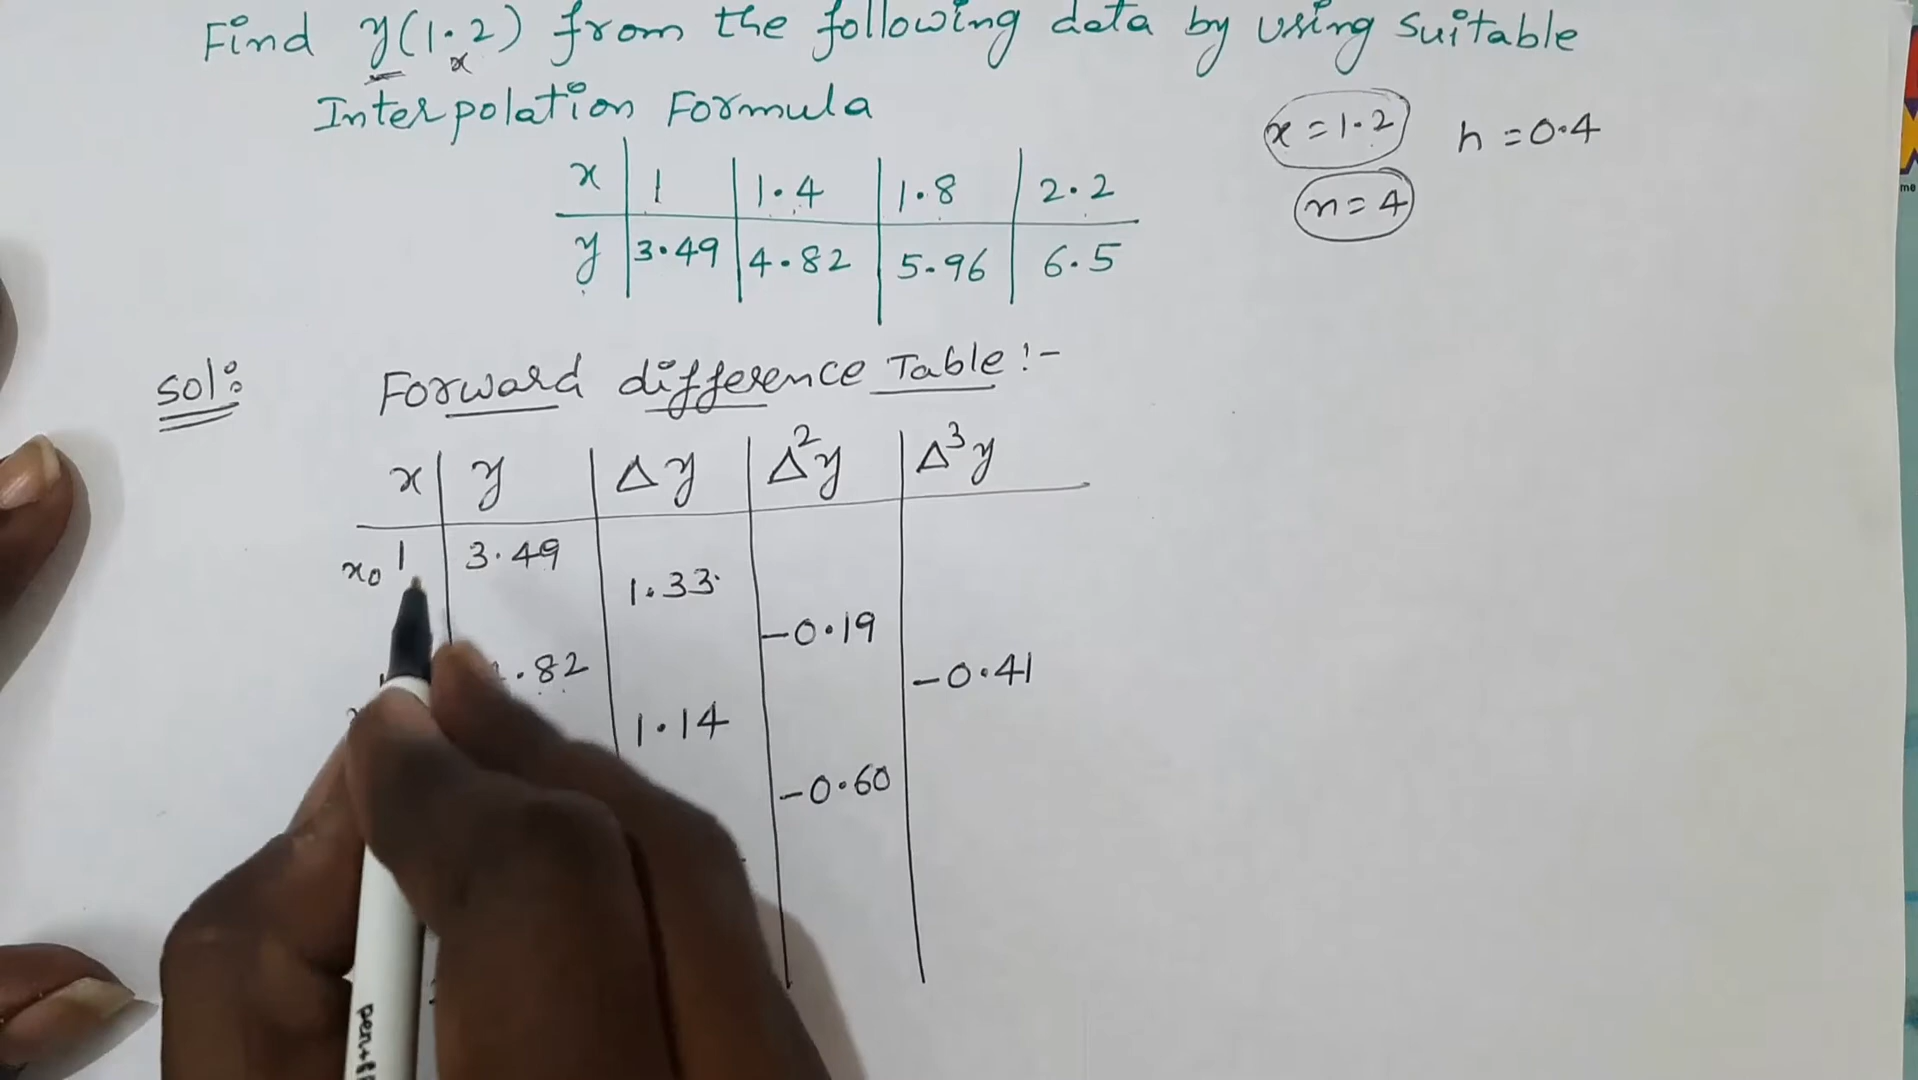 Find y(1.2) from the following data by using suitable
x
Interpolation Formula
x = 1.2 h = 0.4
n = 4
x 1 1.4 1.8 2.2
y 3.49 4.82 5.96 6.5
Sol: Forward difference Table :-
x y Δy Δ²y Δ³y
x₀ 1 3.49
1.33
-0.19
.82 -0.41
1.14
-0.60